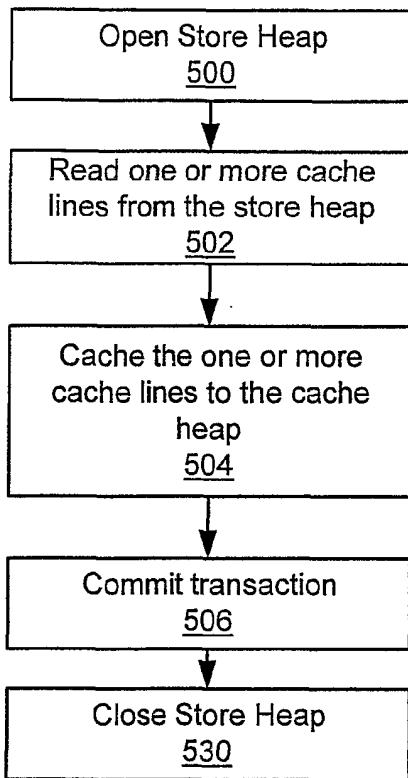 Open Store Heap
500
Read one or more cache
lines from the store heap
502
Cache the one or more
cache lines to the cache
heap
504
Commit transaction
506
Close Store Heap
530